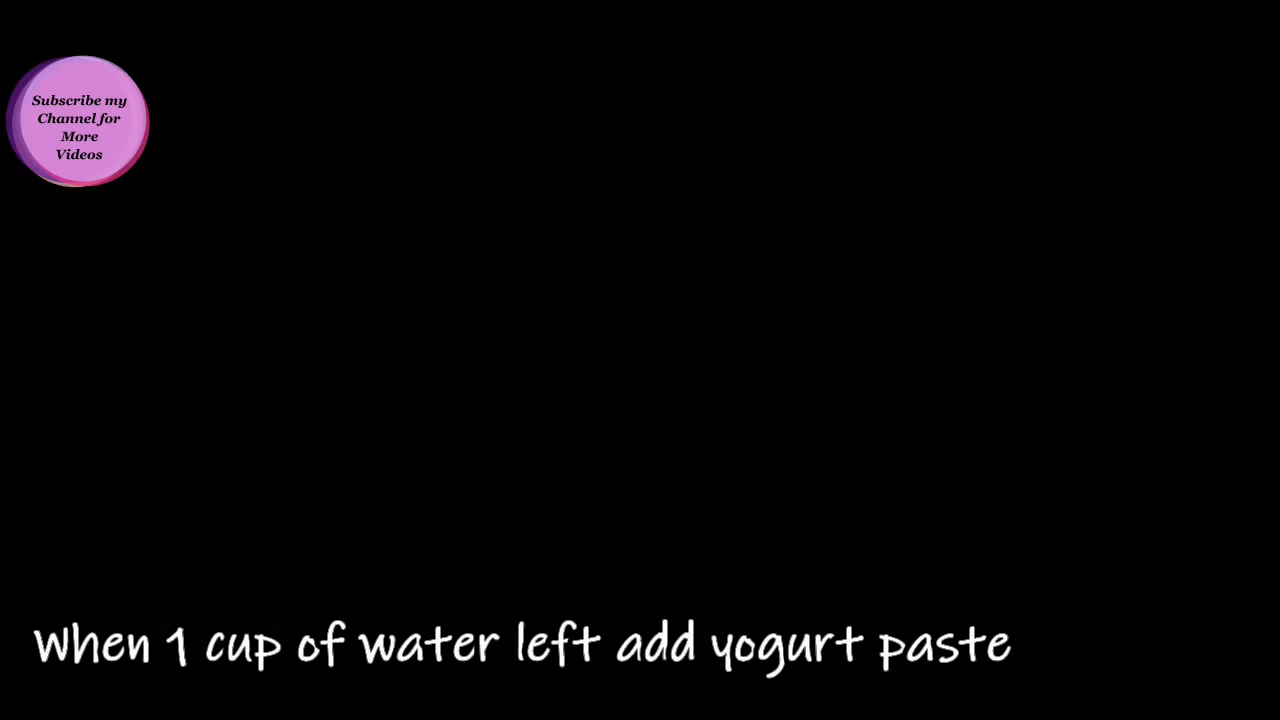 Subscribe my
Channel for
More
Videos
When 1 cup of water left add yogurt paste